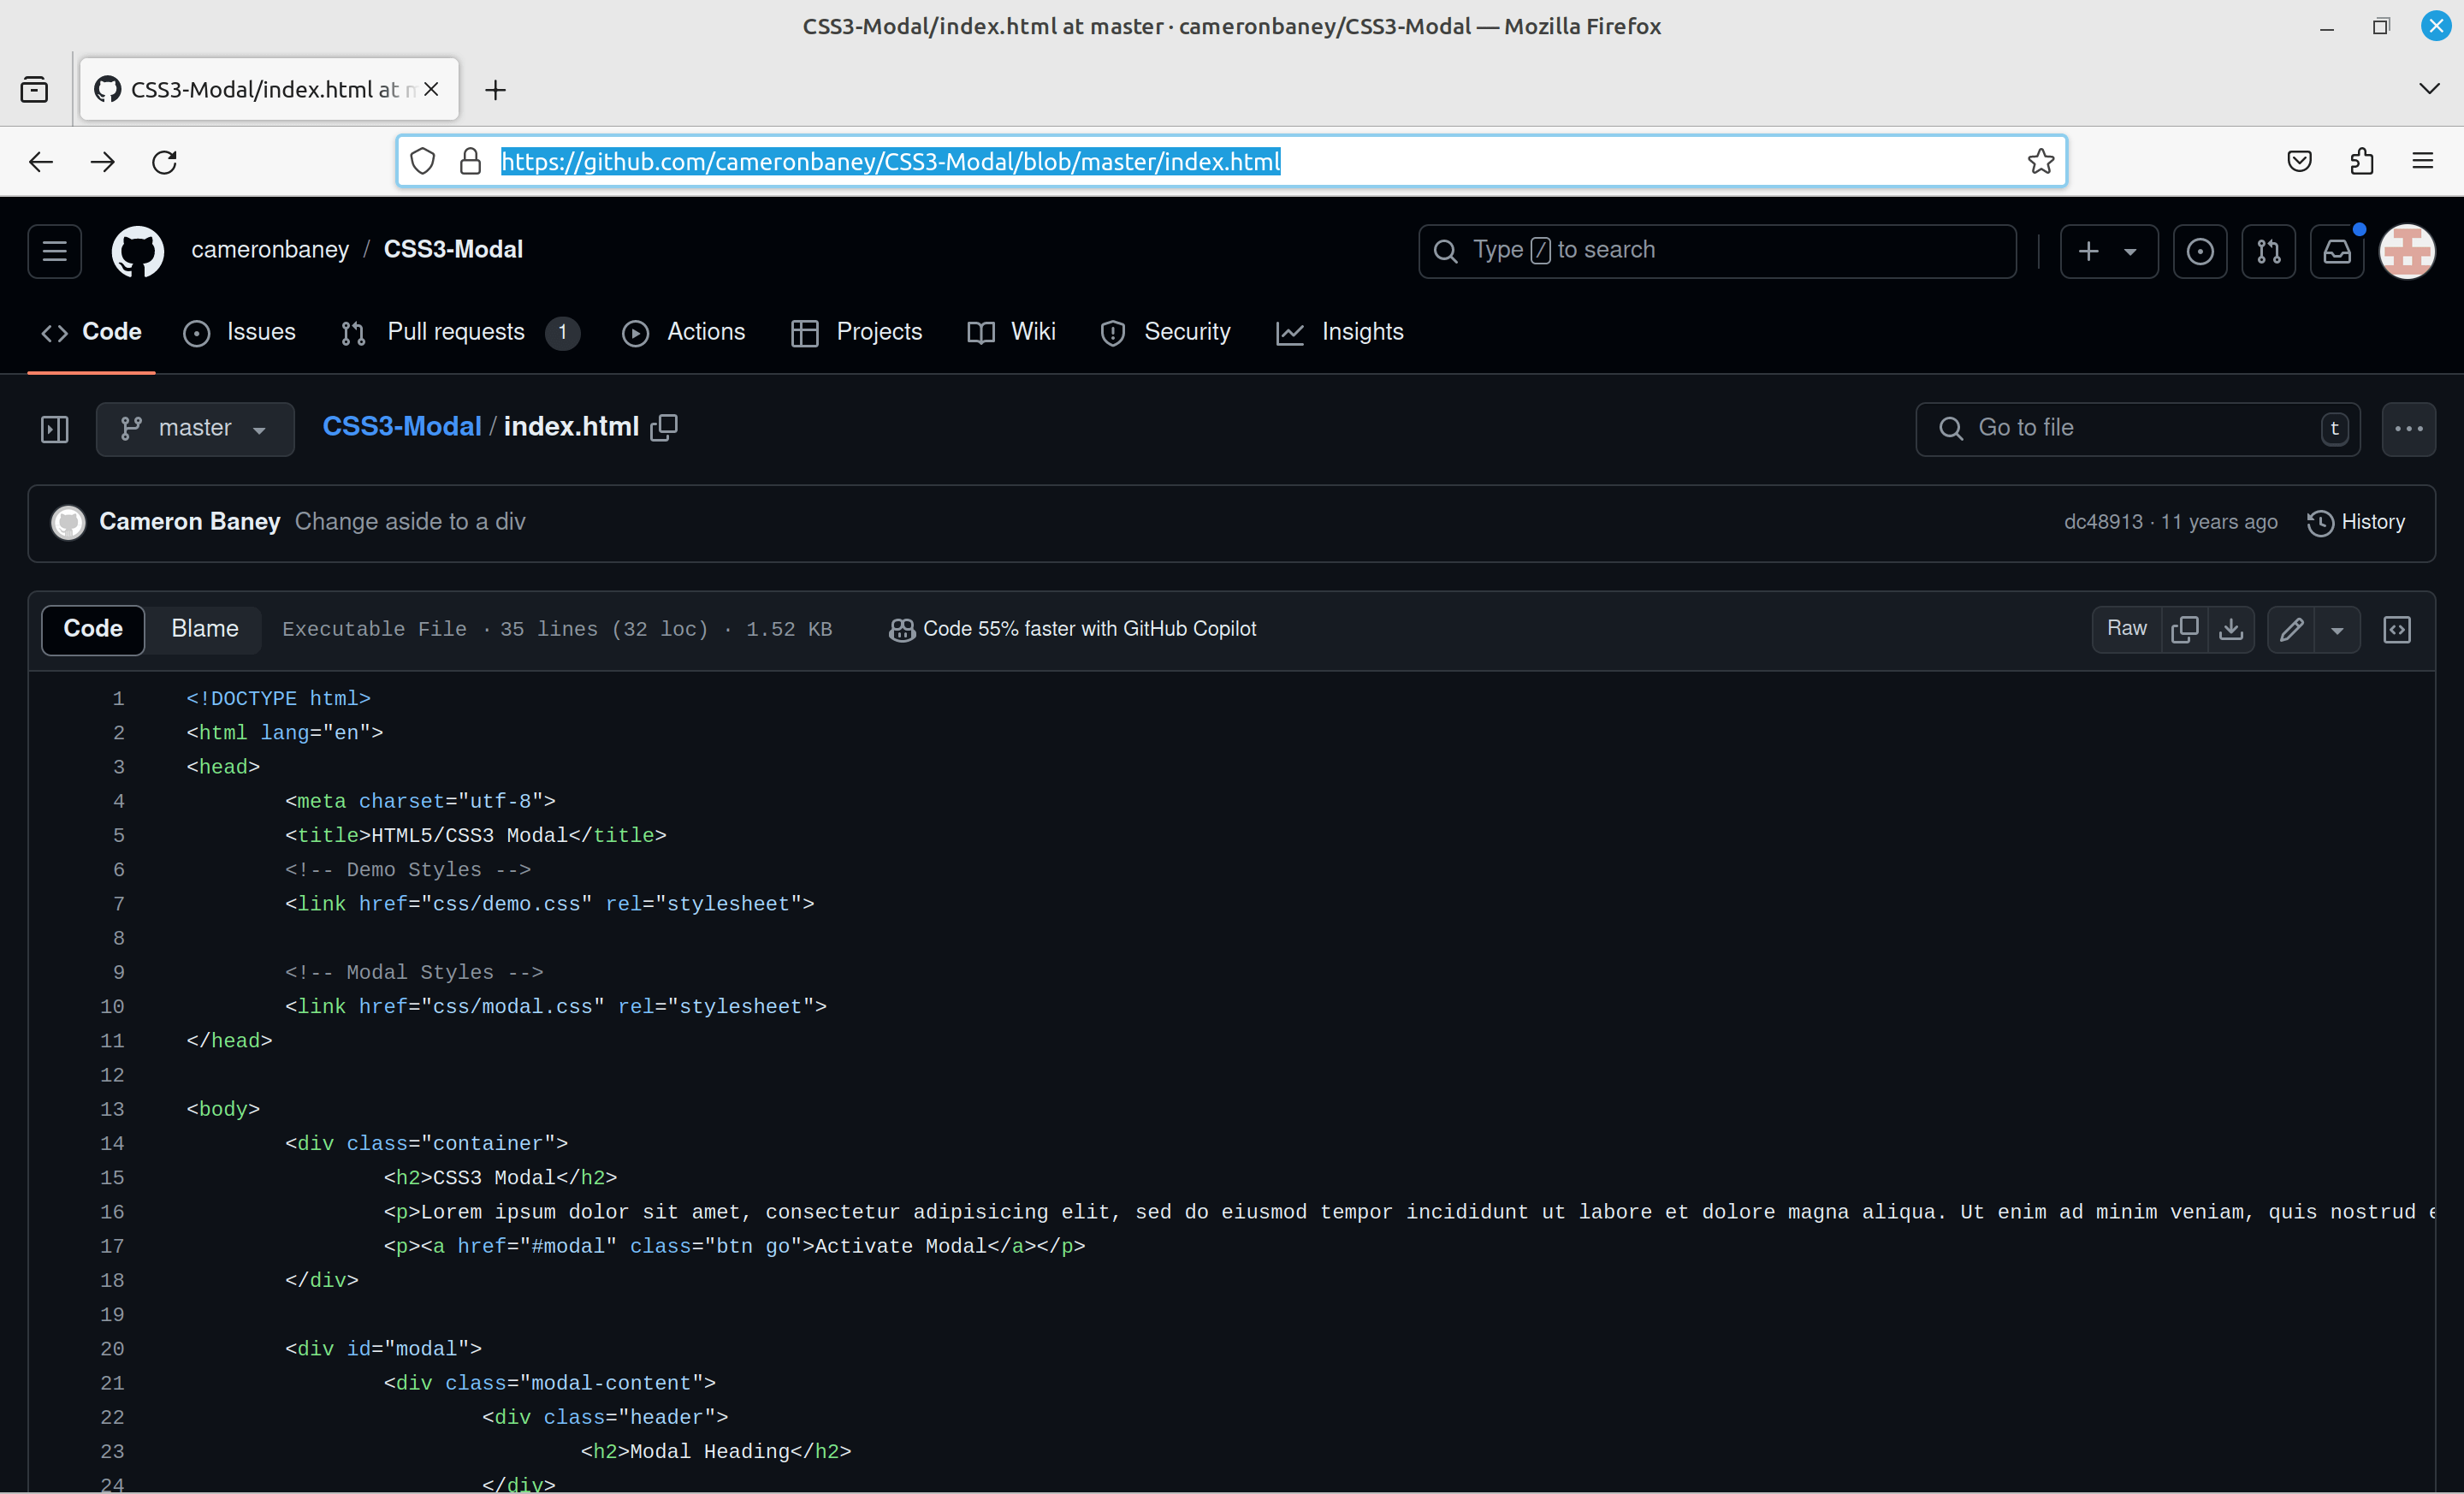 CSS3-Modal/index.html at master · cameronbaney/CSS3-Modal — Mozilla Firefox
CSS3-Modal/index.html at
https://github.com/cameronbaney/CSS3-Modal/blob/master/index.html
cameronbaney / CSS3-Modal
Type / to search
Code Issues Pull requests 1 Actions Projects Wiki Security Insights
master CSS3-Modal / index.html
Go to file t
Cameron Baney Change aside to a div
dc48913 · 11 years ago History
Code Blame Executable File · 35 lines (32 loc) · 1.52 KB Code 55% faster with GitHub Copilot Raw
1 <!DOCTYPE html>
2 <html lang="en">
3 <head>
4 <meta charset="utf-8">
5 <title>HTML5/CSS3 Modal</title>
6 <!-- Demo Styles -->
7 <link href="css/demo.css" rel="stylesheet">
8
9 <!-- Modal Styles -->
10 <link href="css/modal.css" rel="stylesheet">
11 </head>
12
13 <body>
14 <div class="container">
15 <h2>CSS3 Modal</h2>
16 <p>Lorem ipsum dolor sit amet, consectetur adipisicing elit, sed do eiusmod tempor incididunt ut labore et dolore magna aliqua. Ut enim ad minim veniam, quis nostrud
17 <p><a href="#modal" class="btn go">Activate Modal</a></p>
18 </div>
19
20 <div id="modal">
21 <div class="modal-content">
22 <div class="header">
23 <h2>Modal Heading</h2>
24 </div>